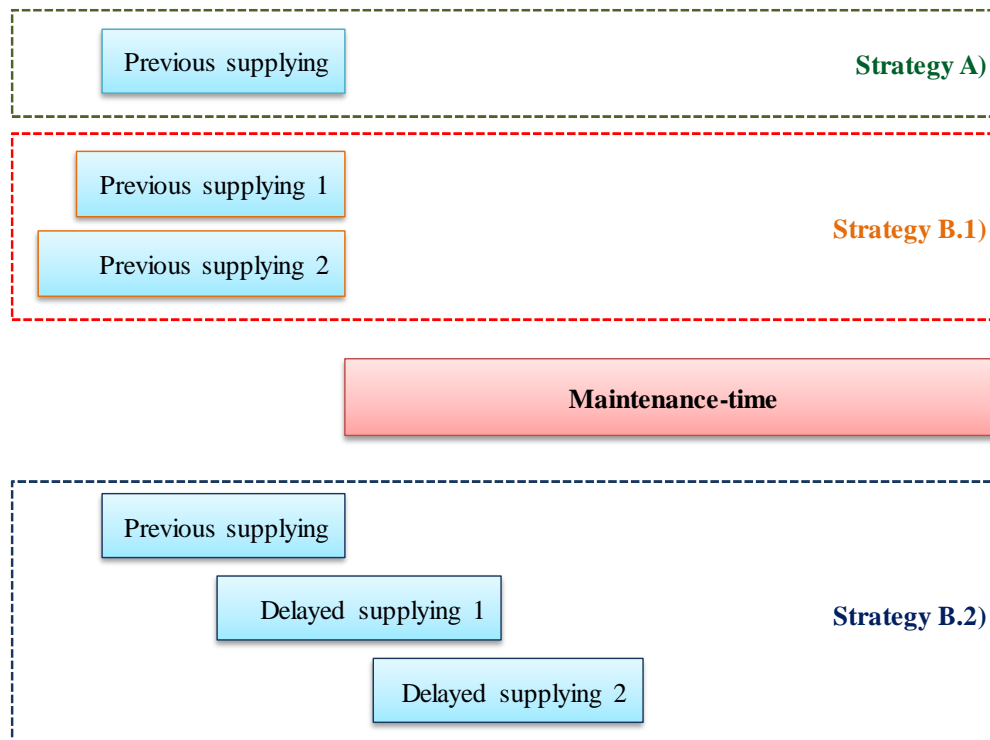 Previous supplying
Strategy A)
Previous supplying 1
Strategy B.1)
Previous supplying 2
Maintenance-time
Previous supplying
Delayed supplying 1
Strategy B.2)
Delayed supplying 2